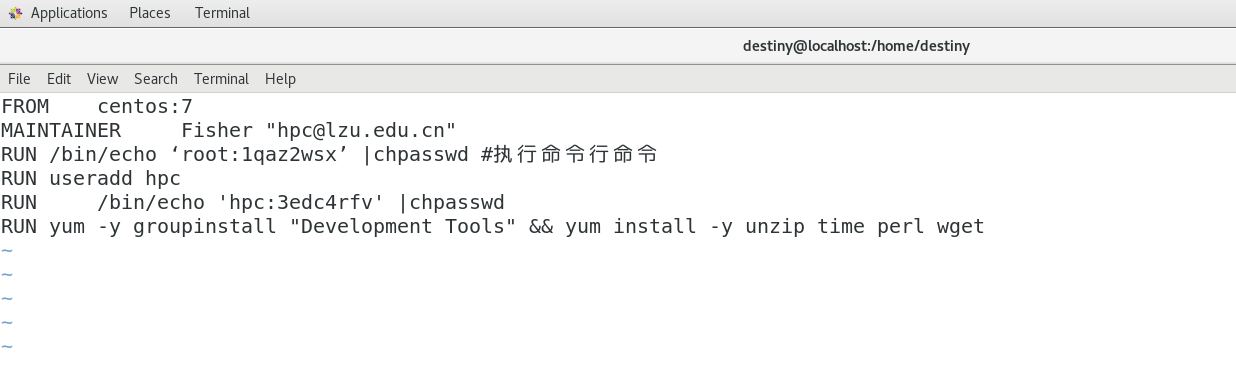 Applications Places Terminal
destiny@localhost:/home/destiny
File Edit View Search Terminal Help
FROM    centos:7
MAINTAINER     Fisher "hpc@lzu.edu.cn"
RUN /bin/echo ‘root:1qaz2wsx’ |chpasswd #执行命令行命令
RUN useradd hpc
RUN     /bin/echo 'hpc:3edc4rfv' |chpasswd
RUN yum -y groupinstall "Development Tools" && yum install -y unzip time perl wget
~
~
~
~
~